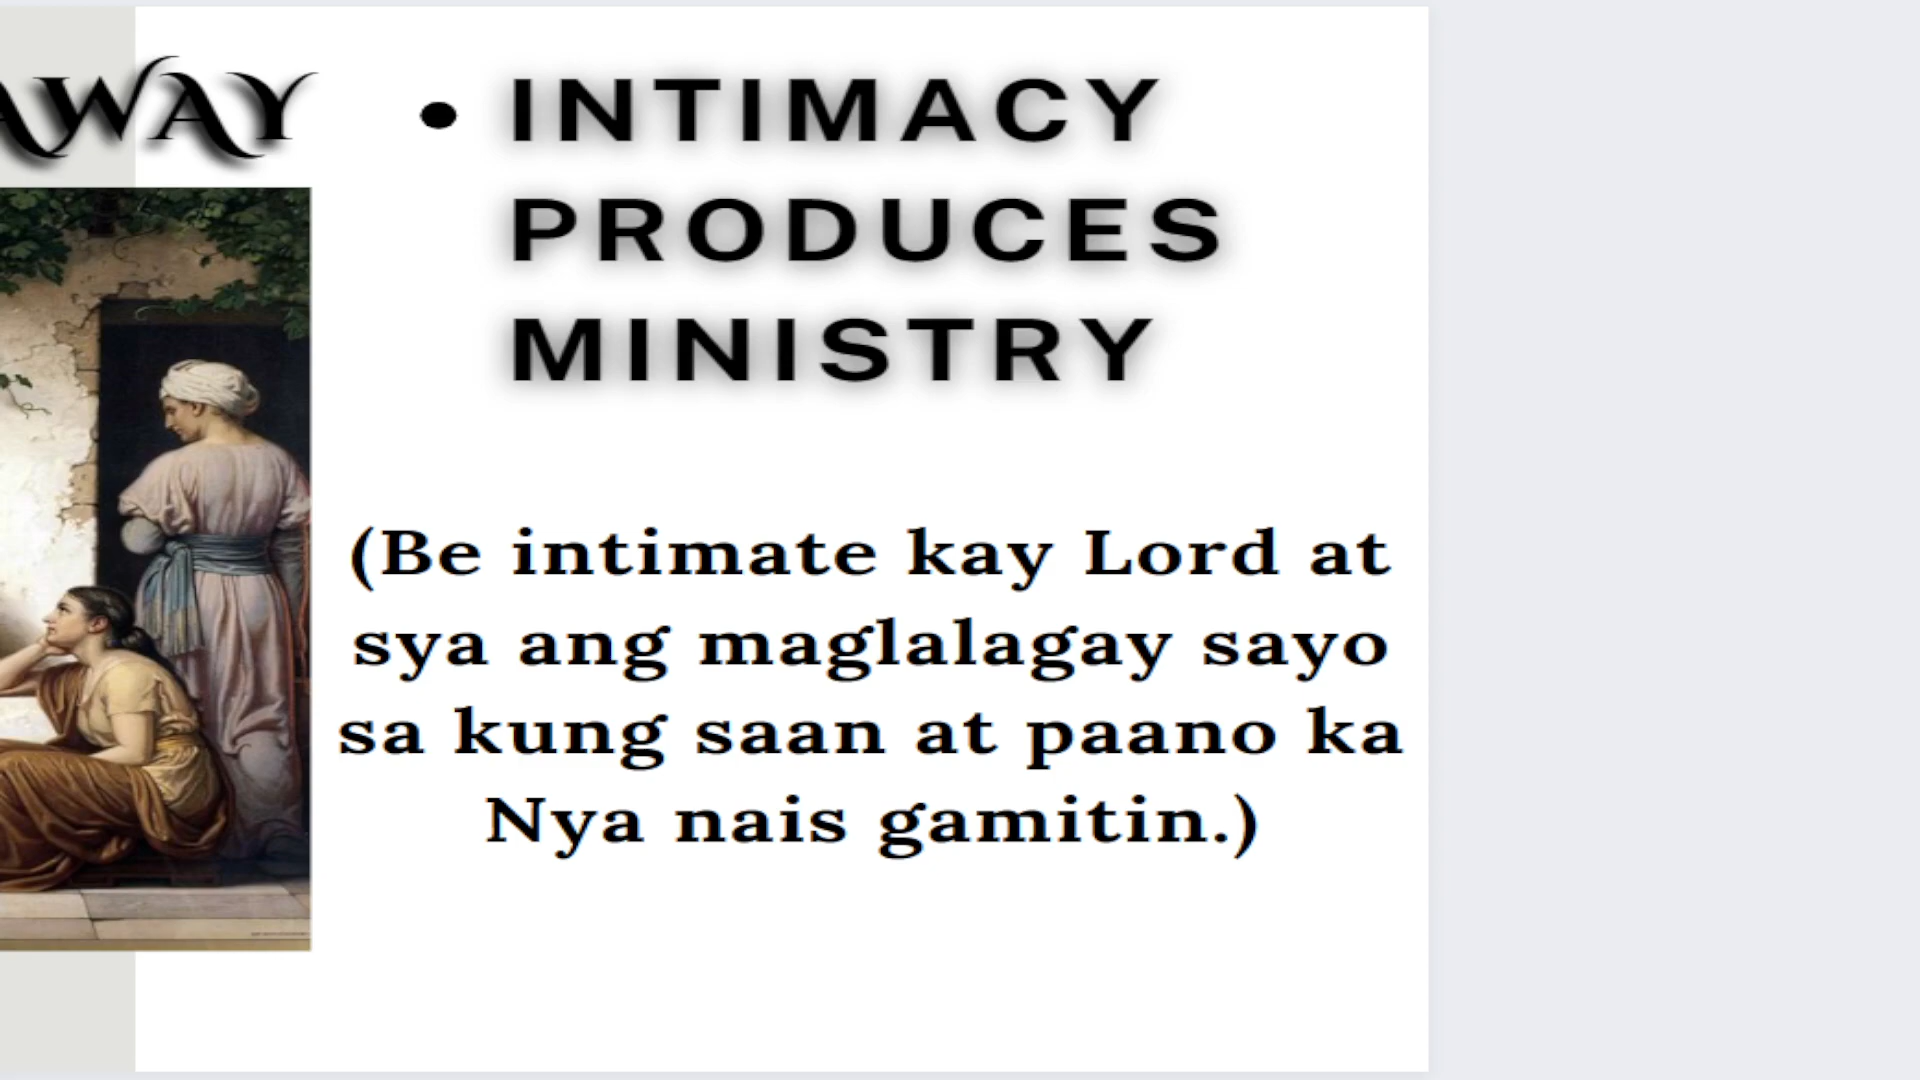 AWAY
• INTIMACY
PRODUCES
MINISTRY
(Be intimate kay Lord at
sya ang maglalagay sayo
sa kung saan at paano ka
Nya nais gamitin.)